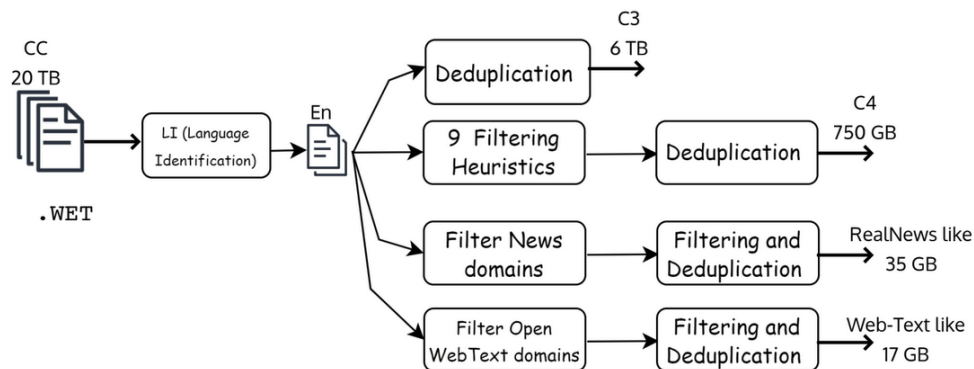 CC
20 TB
.WET
LI (Language
Identification)
En
Deduplication
C3
6 TB
9 Filtering
Heuristics
Deduplication
C4
750 GB
Filter News
domains
Filtering and
Deduplication
RealNews like
35 GB
Filter Open
WebText domains
Filtering and
Deduplication
Web-Text like
17 GB